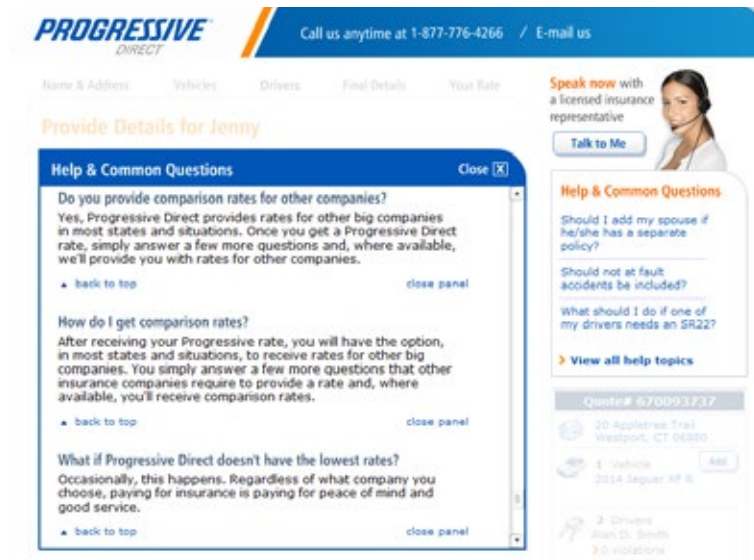 PROGRESSIVE
DIRECT
Call us anytime at 1-877-776-4266 / E-mail us
Name & Address Vehicles Drivers Final Details Your Rate
Provide Details for Jenny
Speak now with
a licensed insurance
representative
Talk to Me
Help & Common Questions Close X
Do you provide comparison rates for other companies?
Yes, Progressive Direct provides rates for other big companies
in most states and situations. Once you get a Progressive Direct
rate, simply answer a few more questions and, where available,
we'll provide you with rates for other companies.
back to top close panel
How do I get comparison rates?
After receiving your Progressive rate, you will have the option,
in most states and situations, to receive rates for other big
companies. You simply answer a few more questions that other
insurance companies require to provide a rate and, where
available, you'll receive comparison rates.
back to top close panel
What if Progressive Direct doesn't have the lowest rates?
Occasionally, this happens. Regardless of what company you
choose, paying for insurance is paying for peace of mind and
good service.
back to top close panel
Help & Common Questions
Should I add my spouse if
he/she has a separate
policy?
Should not at fault
accidents be included?
What should I do if one of
my drivers needs an SR22?
View all help topics
Quote# 670093737
20 Appletree Trail
Westport, CT 06880
1 Vehicle Add
2014 Jaguar XF
2 Drivers
Alan D. Smith
0 violations